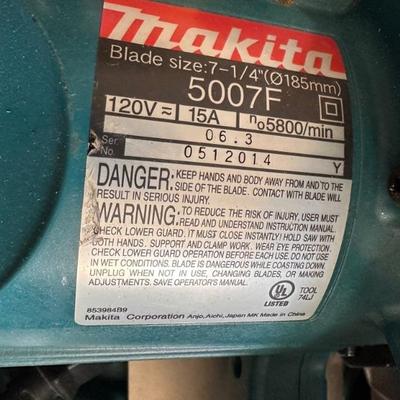 makita
Blade size:7-1/4"(Ø185mm)
5007F
120V≂ 15A n₀5800/min
06.3
Ser. No. 0512014 Y
DANGER: KEEP HANDS AND BODY AWAY FROM AND TO THE
SIDE OF THE BLADE. CONTACT WITH BLADE WILL
RESULT IN SERIOUS INJURY.
WARNING: TO REDUCE THE RISK OF INJURY, USER MUST
READ AND UNDERSTAND INSTRUCTION MANUAL.
CHECK LOWER GUARD. IT MUST CLOSE INSTANTLY! HOLD SAW WITH
BOTH HANDS. SUPPORT AND CLAMP WORK. WEAR EYE PROTECTION.
CHECK LOWER GUARD OPERATION BEFORE EACH USE. DO NOT USE
IN WET CONDITIONS. BEWARE OF BLADE WHILE COASTING DOWN.
UNPLUG WHEN NOT IN USE, CHANGING BLADES, OR MAKING
ADJUSTMENTS. SAVE OPERATOR'S MANUAL.
UL LISTED TOOL 74LJ
853984B9
Makita Corporation Anjo,Aichi,Japan MK Made in China